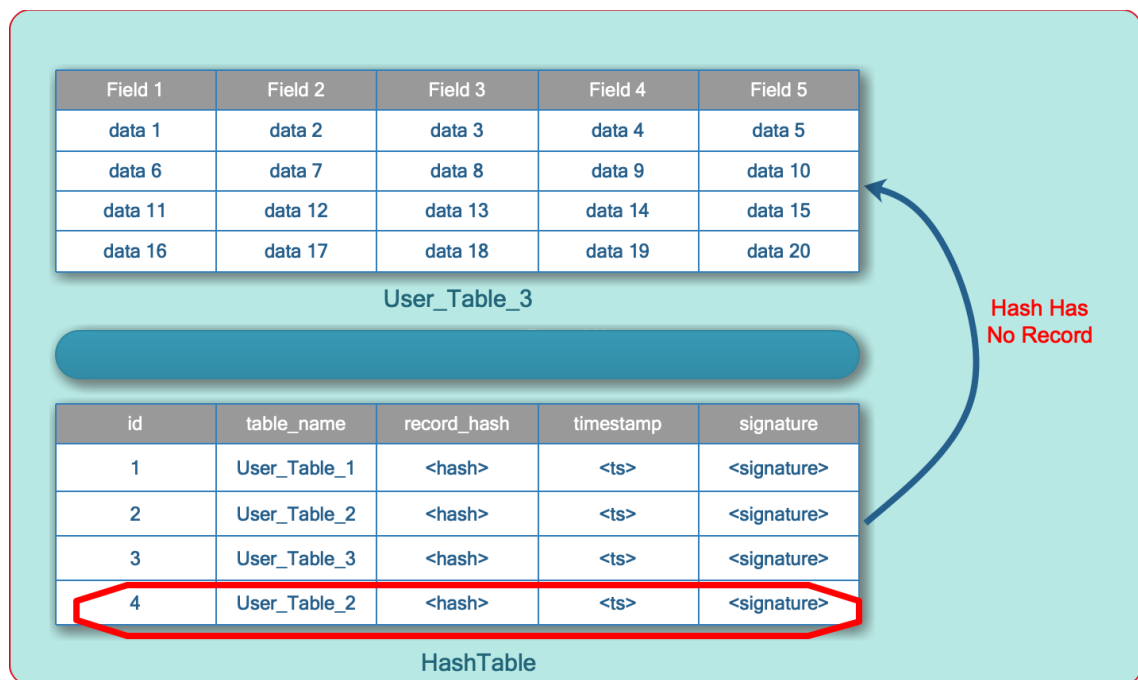 Field 1 Field 2 Field 3 Field 4 Field 5
data 1 data 2 data 3 data 4 data 5
data 6 data 7 data 8 data 9 data 10
data 11 data 12 data 13 data 14 data 15
data 16 data 17 data 18 data 19 data 20
User_Table_3
Hash Has
No Record
id table_name record_hash timestamp signature
1 User_Table_1 <hash> <ts> <signature>
2 User_Table_2 <hash> <ts> <signature>
3 User_Table_3 <hash> <ts> <signature>
4 User_Table_2 <hash> <ts> <signature>
HashTable